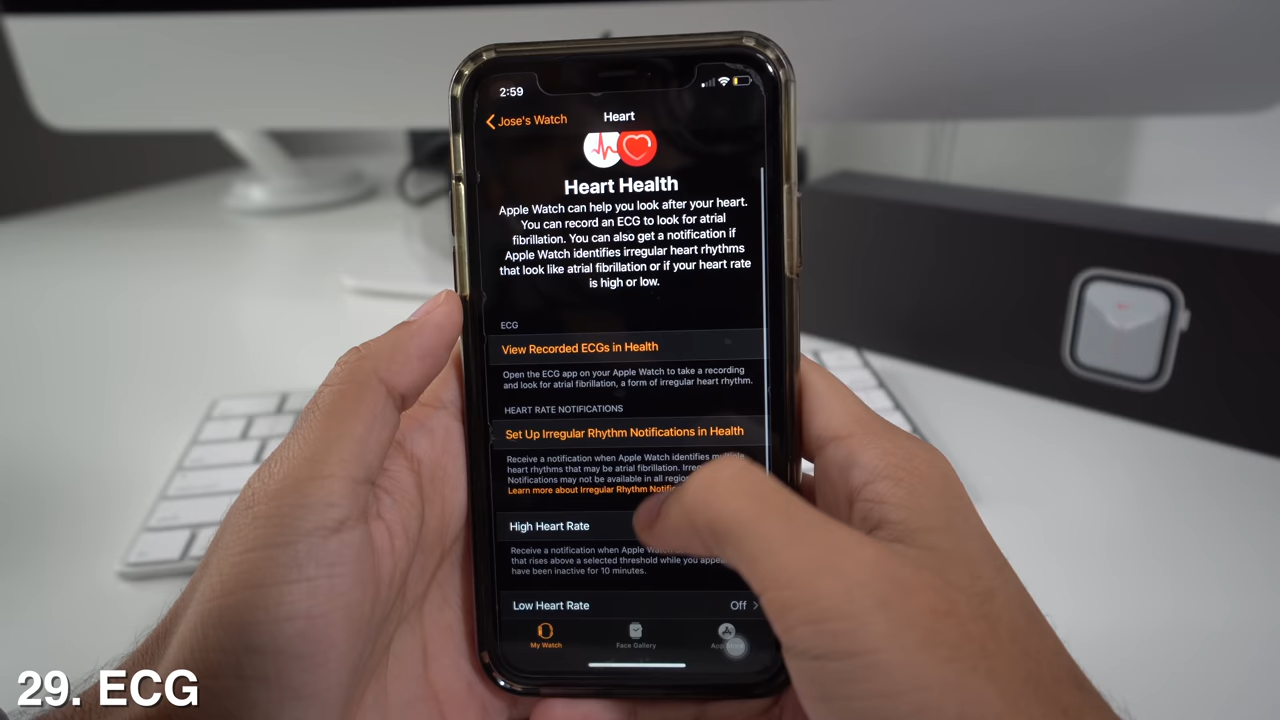 2:59
Jose's Watch
Heart
Heart Health
Apple Watch can help you look after your heart.
You can record an ECG to look for atrial
fibrillation. You can also get a notification if
Apple Watch identifies irregular heart rhythms
that look like atrial fibrillation or if your heart rate
is high or low.
ECG
View Recorded ECGs in Health
Open the ECG app on your Apple Watch to take a recording
and look for atrial fibrillation, a form of irregular heart rhythm.
HEART RATE NOTIFICATIONS
Set Up Irregular Rhythm Notifications in Health
Receive a notification when Apple Watch identifies multiple
heart rhythms that may be atrial fibrillation.
Notifications may not be available in all
Learn more about Irregular Rhythm
High Heart Rate
Receive a notification when Apple Watch
that rises above a selected threshold while you
have been inactive for 10 minutes.
Low Heart Rate
Off
My Watch
Face Gallery
App
29. ECG